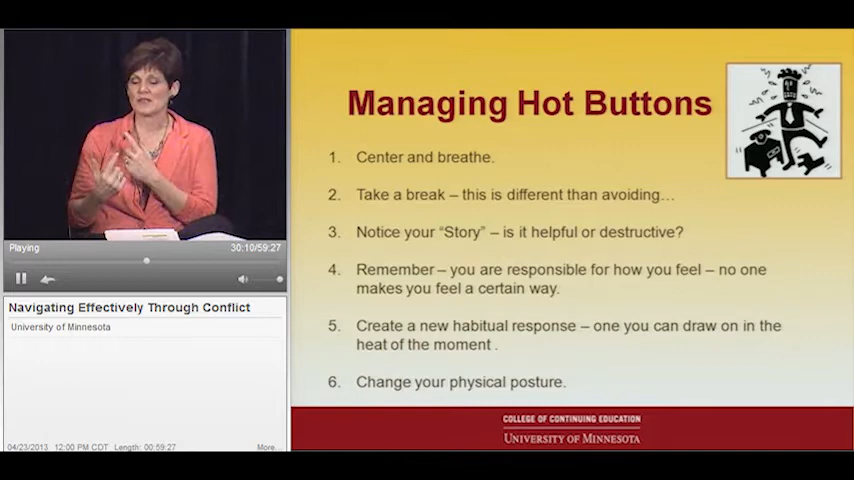 Managing Hot Buttons
1. Center and breathe.
2. Take a break – this is different than avoiding…
3. Notice your “Story” – is it helpful or destructive?
4. Remember – you are responsible for how you feel – no one
makes you feel a certain way.
5. Create a new habitual response – one you can draw on in the
heat of the moment .
6. Change your physical posture.
Playing 30:10/59:27
Navigating Effectively Through Conflict
University of Minnesota
04/23/2013 12:00 PM CDT Length: 00:59:27 More...
COLLEGE OF CONTINUING EDUCATION
UNIVERSITY OF MINNESOTA